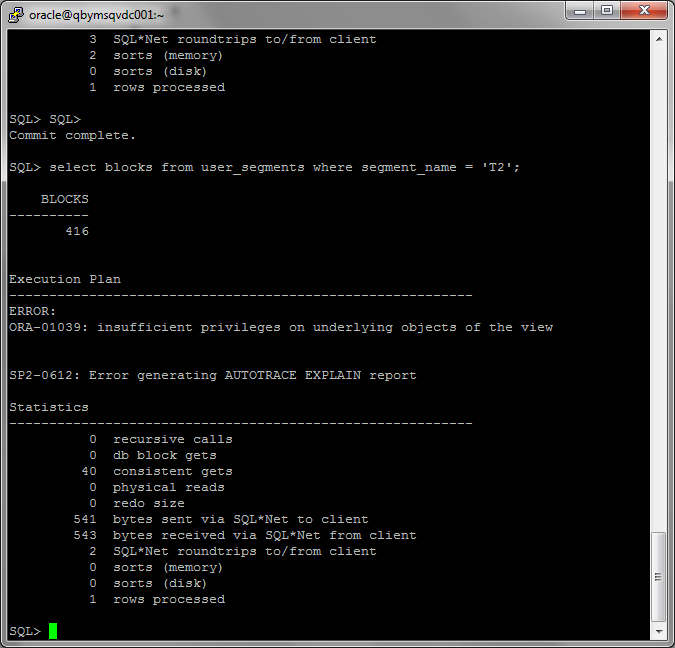 oracle@qbymsqvdc001:~
3 SQL*Net roundtrips to/from client
2 sorts (memory)
0 sorts (disk)
1 rows processed
SQL> SQL>
Commit complete.
SQL> select blocks from user_segments where segment_name = 'T2';
BLOCKS
----------
416
Execution Plan
----------------------------------------------------------
ERROR:
ORA-01039: insufficient privileges on underlying objects of the view
SP2-0612: Error generating AUTOTRACE EXPLAIN report
Statistics
----------------------------------------------------------
0 recursive calls
0 db block gets
40 consistent gets
0 physical reads
0 redo size
541 bytes sent via SQL*Net to client
543 bytes received via SQL*Net from client
2 SQL*Net roundtrips to/from client
0 sorts (memory)
0 sorts (disk)
1 rows processed
SQL>